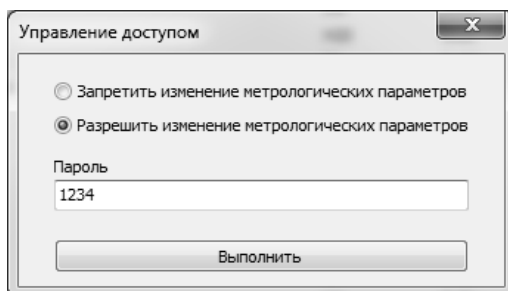 Управление доступом
Запретить изменение метрологических параметров
Разрешить изменение метрологических параметров
Пароль
1234
Выполнить